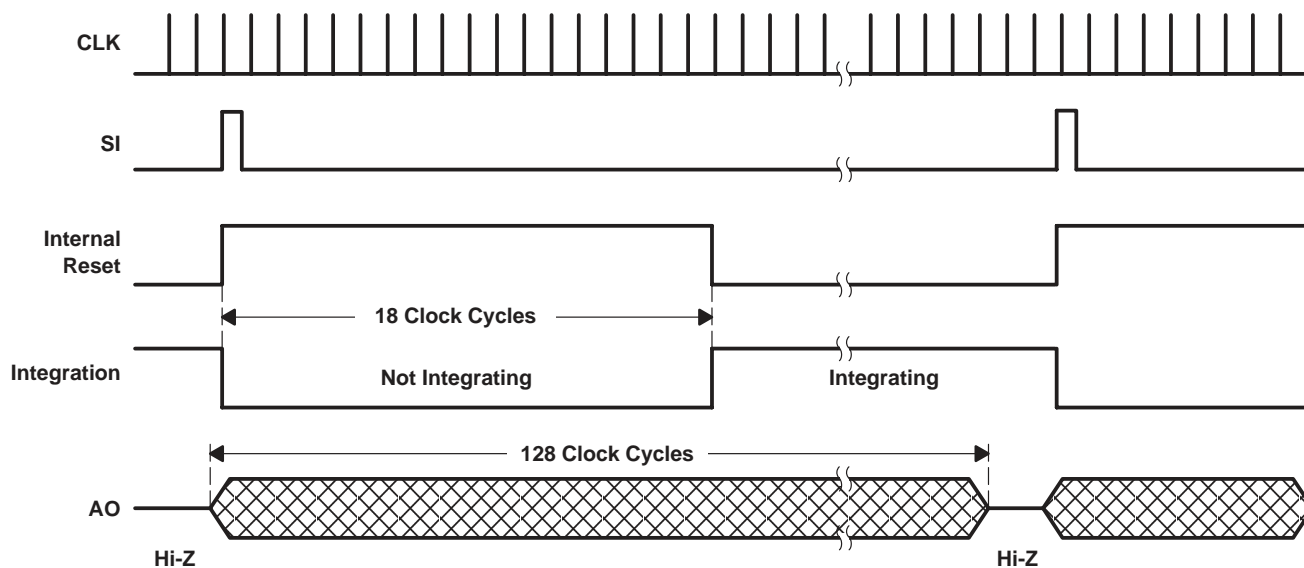 CLK
SI
Internal
Reset
18 Clock Cycles
Integration
Not Integrating
Integrating
128 Clock Cycles
AO
Hi-Z
Hi-Z